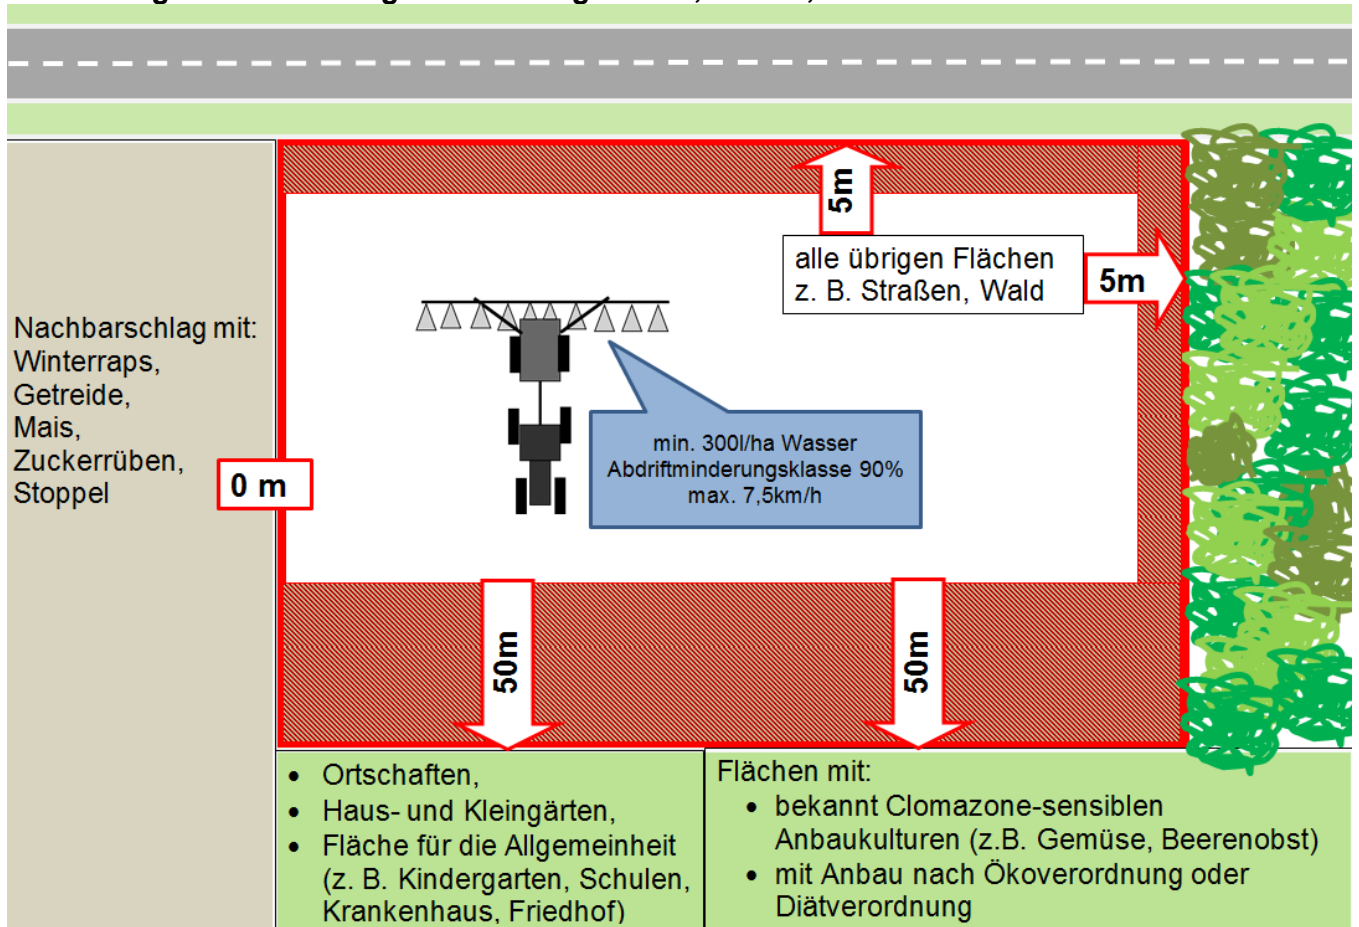 5m
alle übrigen Flächen
z. B. Straßen, Wald
5m
Nachbarschlag mit:
Winterraps,
Getreide,
Mais,
Zuckerrüben,
Stoppel
0 m
min. 300l/ha Wasser
Abdriftminderungsklasse 90%
max. 7,5km/h
50m
50m
• Ortschaften,
• Haus- und Kleingärten,
• Fläche für die Allgemeinheit
(z. B. Kindergarten, Schulen,
Krankenhaus, Friedhof)
Flächen mit:
• bekannt Clomazone-sensiblen
Anbaukulturen (z.B. Gemüse, Beerenobst)
• mit Anbau nach Ökoverordnung oder
Diätverordnung